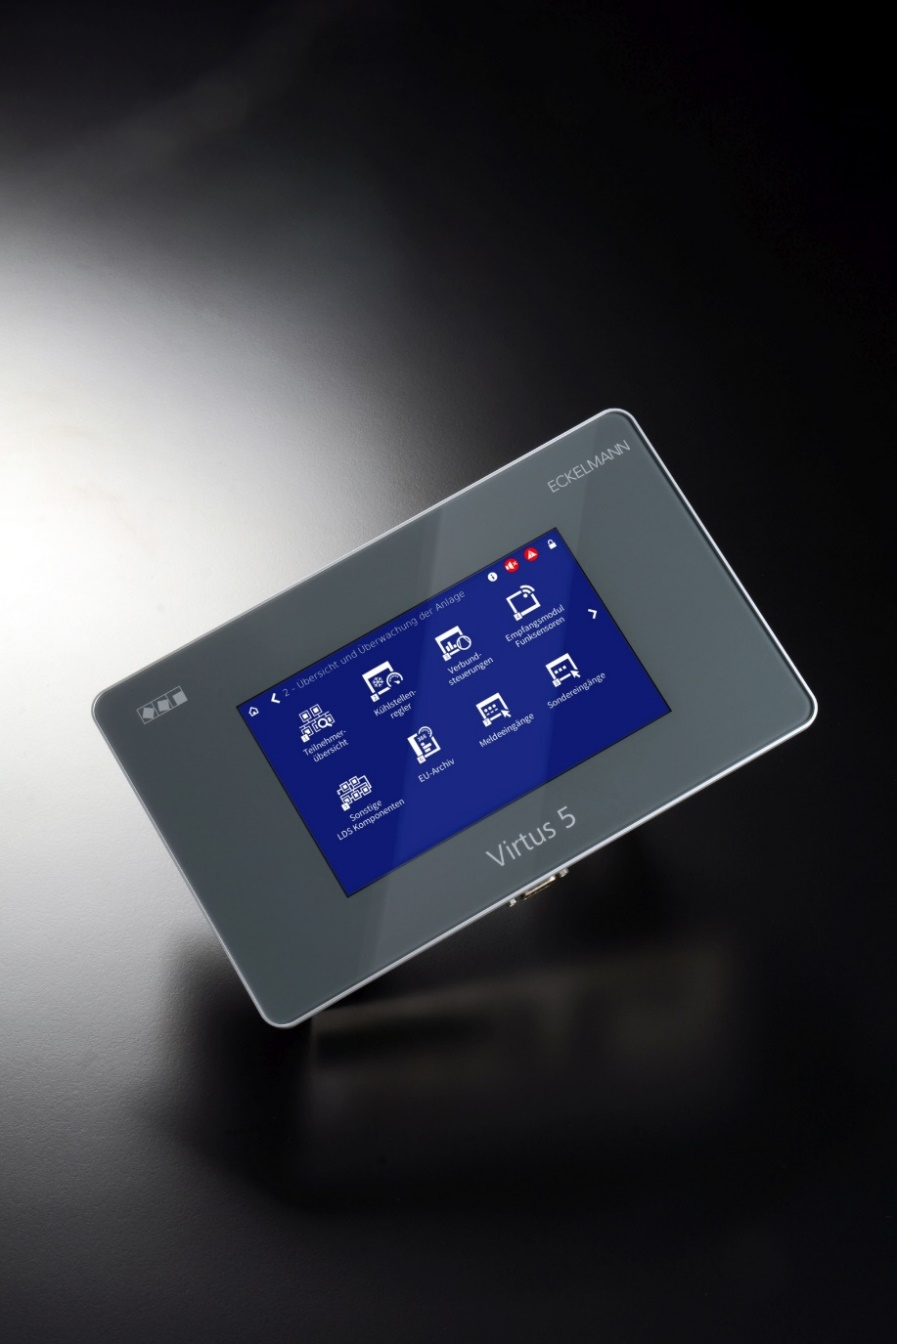 ECKELMANN
2 - Übersicht und Überwachung der Anlage
Teilnehmer-
übersicht
Kühlstellen-
regler
Verbund-
steuerungen
Empfangsmodul
Funksensoren
Sonstige
LDS Komponenten
EU-Archiv
Meldeeingänge
Sondereingänge
Virtus 5